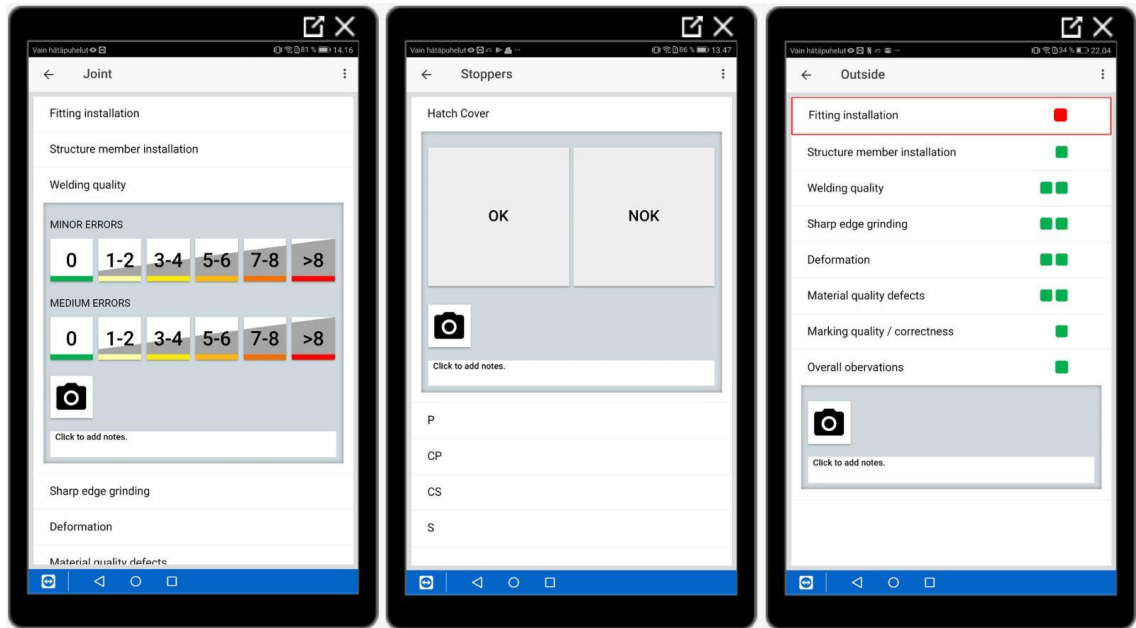 Vain hätäpuhelut 81 % 14.16
Joint
Fitting installation
Structure member installation
Welding quality
MINOR ERRORS
0 1-2 3-4 5-6 7-8 >8
MEDIUM ERRORS
0 1-2 3-4 5-6 7-8 >8
Click to add notes.
Sharp edge grinding
Deformation
Material quality defects
Vain hätäpuhelut 86 % 13.47
Stoppers
Hatch Cover
OK NOK
Click to add notes.
P
CP
CS
S
Vain hätäpuhelut 34 % 22.04
Outside
Fitting installation
Structure member installation
Welding quality
Sharp edge grinding
Deformation
Material quality defects
Marking quality / correctness
Overall obervations
Click to add notes.